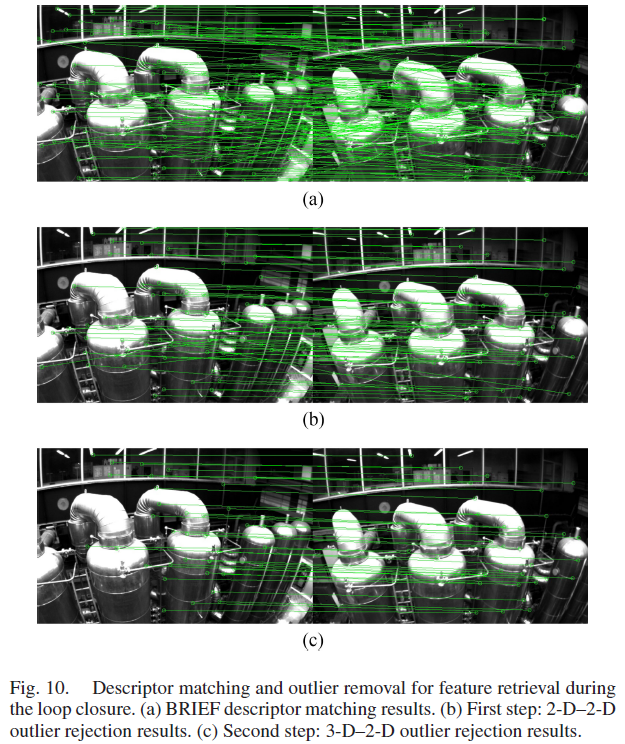 (a)
(b)
(c)
Fig. 10. Descriptor matching and outlier removal for feature retrieval during
the loop closure. (a) BRIEF descriptor matching results. (b) First step: 2-D–2-D
outlier rejection results. (c) Second step: 3-D–2-D outlier rejection results.